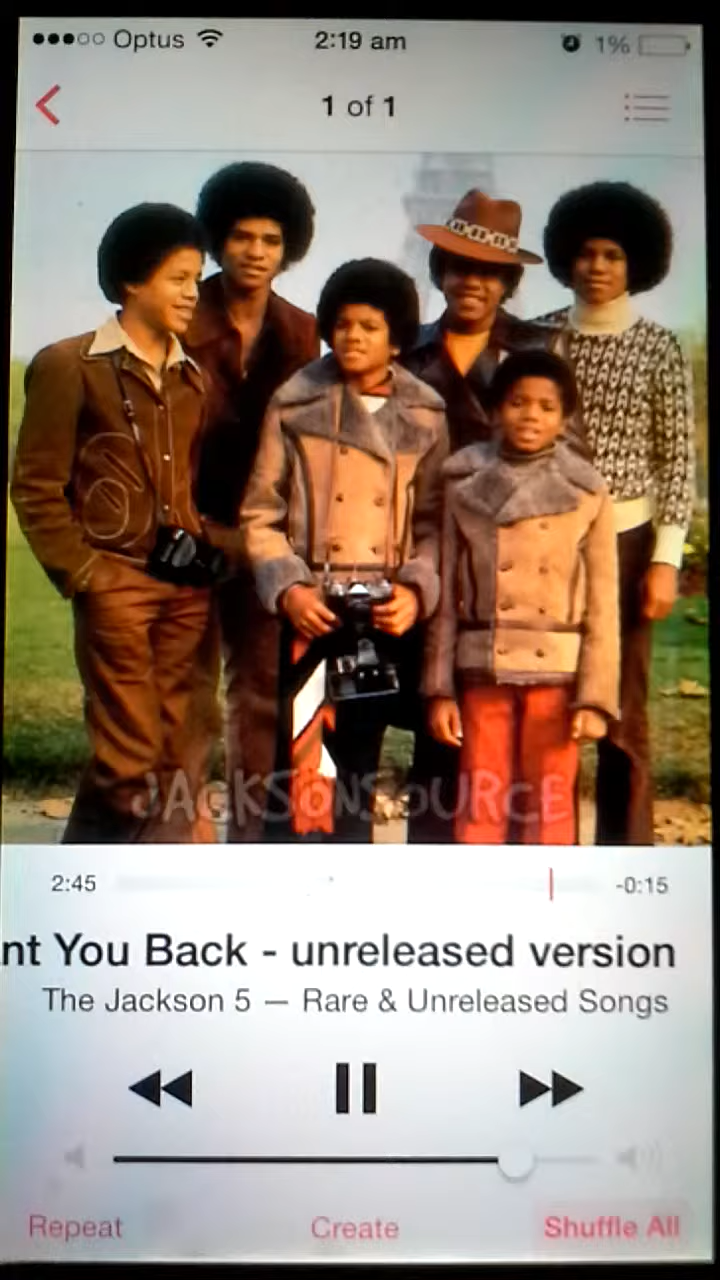 Optus 2:19 am 1%
1 of 1
JACKSONSOURCE
2:45 -0:15
nt You Back - unreleased version
The Jackson 5 — Rare & Unreleased Songs
Repeat Create Shuffle All